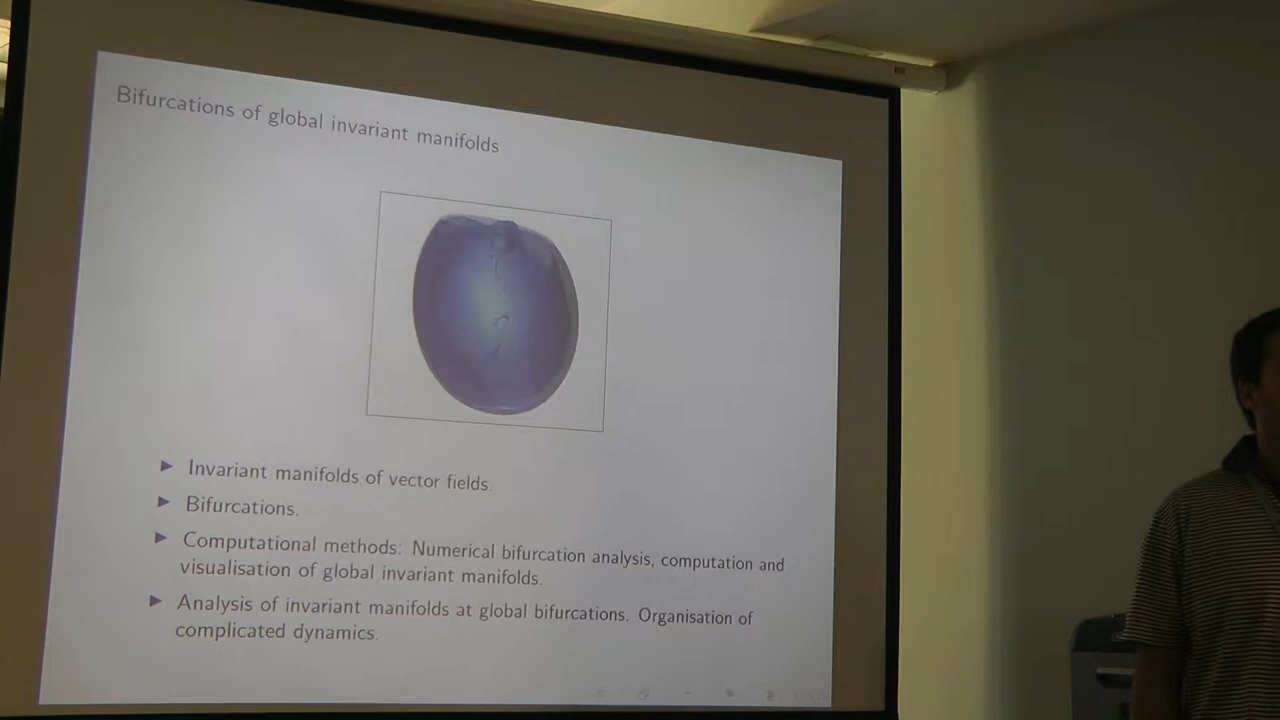 Bifurcations of global invariant manifolds
Invariant manifolds of vector fields.
Bifurcations.
Computational methods: Numerical bifurcation analysis, computation and
visualisation of global invariant manifolds.
Analysis of invariant manifolds at global bifurcations. Organisation of
complicated dynamics.